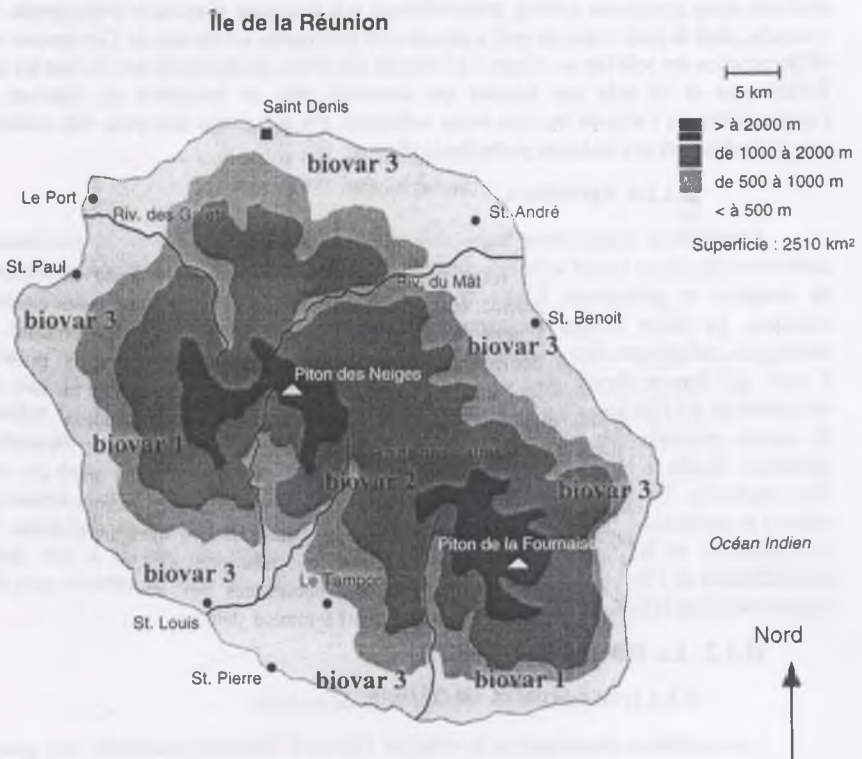 Île de la Réunion
5 km
> à 2000 m
de 1000 à 2000 m
de 500 à 1000 m
< à 500 m
Superficie : 2510 km²
Saint Denis
biovar 3
Le Port
Riv. des Galets
St. André
St. Paul
Riv. du Mât
biovar 3
St. Benoit
biovar 3
Piton des Neiges
biovar 1
biovar 2
biovar 3
Piton de la Fournaise
Océan Indien
biovar 3
Le Tampon
St. Louis
Nord
St. Pierre
biovar 3
biovar 1